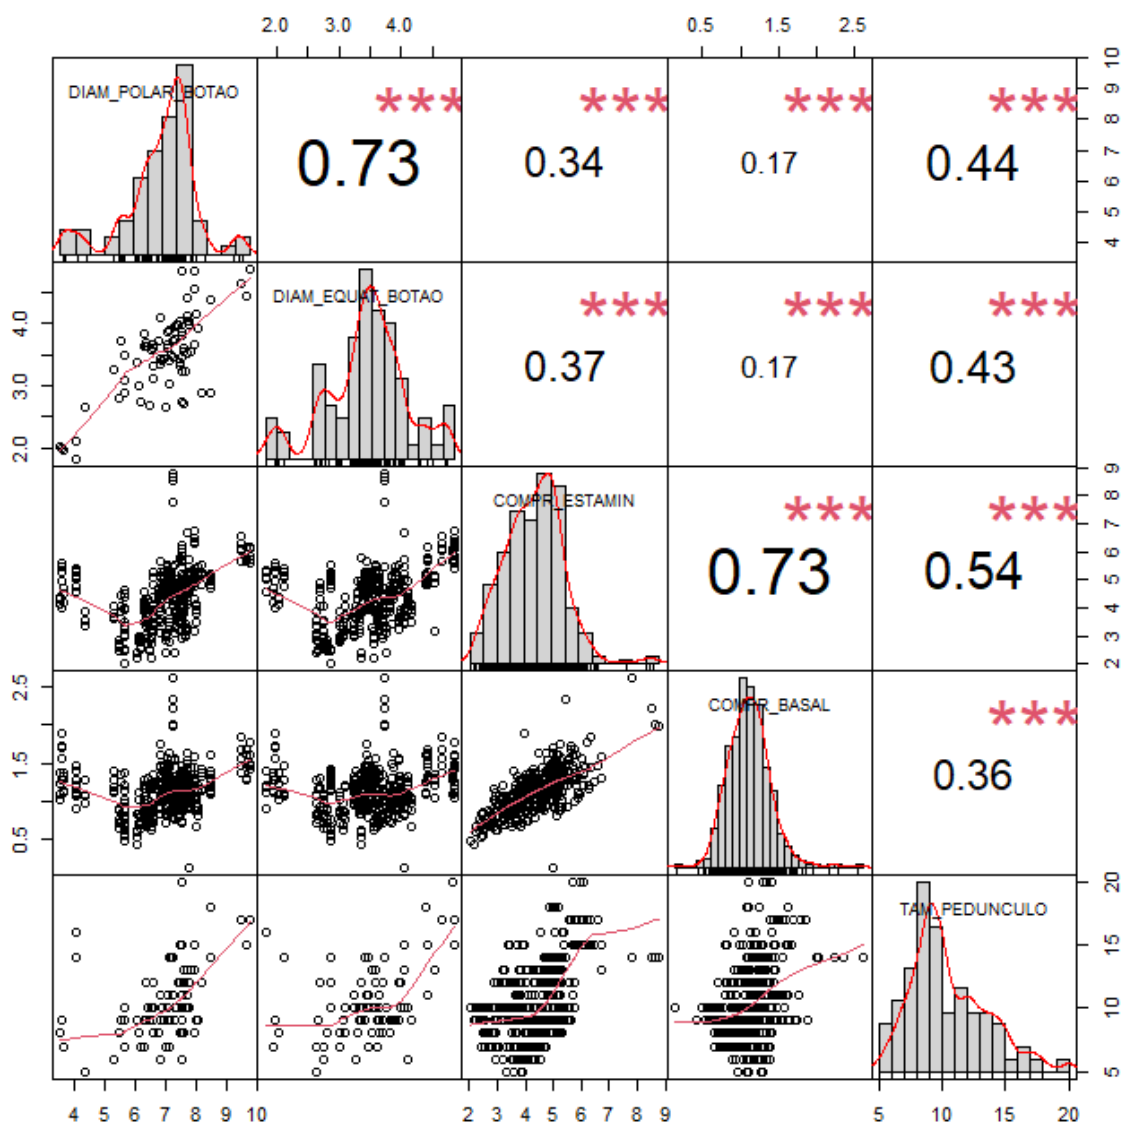 2.0 3.0 4.0 0.5 1.5 2.5
DIAM_POLAR_BOTAO
***
0.73
***
0.34
***
0.17
***
0.44
4 5 6 7 8 9 10
2.0 3.0 4.0
DIAM_EQUAT_BOTAO
***
0.37
***
0.17
***
0.43
COMPR_ESTAMIN
***
0.73
***
0.54
2 3 4 5 6 7 8 9
0.5 1.5 2.5
COMPR_BASAL
***
0.36
TAM_PEDUNCULO
5 10 15 20
4 5 6 7 8 9 10
2 3 4 5 6 7 8 9
5 10 15 20